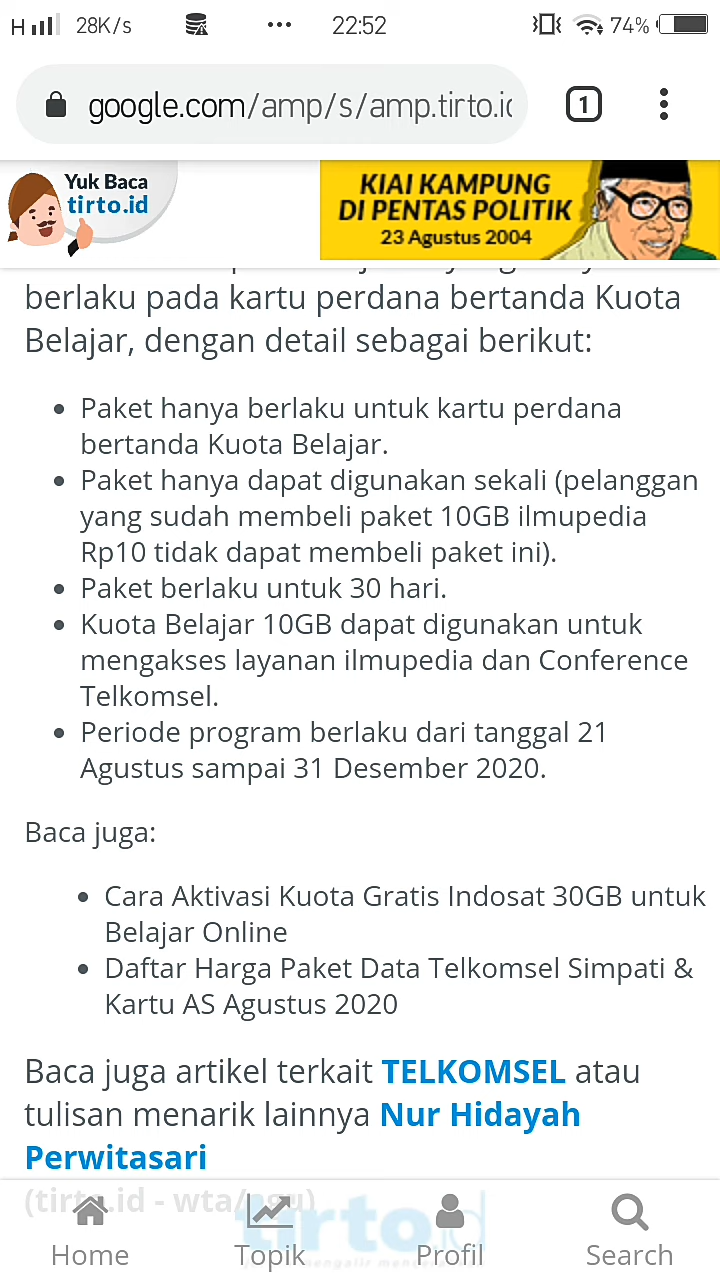 H 28K/s ... 22:52 74%
google.com/amp/s/amp.tirto.ic
1
Yuk Baca
tirto.id
KIAI KAMPUNG
DI PENTAS POLITIK
23 Agustus 2004
berlaku pada kartu perdana bertanda Kuota
Belajar, dengan detail sebagai berikut:
• Paket hanya berlaku untuk kartu perdana
bertanda Kuota Belajar.
• Paket hanya dapat digunakan sekali (pelanggan
yang sudah membeli paket 10GB ilmupedia
Rp10 tidak dapat membeli paket ini).
• Paket berlaku untuk 30 hari.
• Kuota Belajar 10GB dapat digunakan untuk
mengakses layanan ilmupedia dan Conference
Telkomsel.
• Periode program berlaku dari tanggal 21
Agustus sampai 31 Desember 2020.
Baca juga:
• Cara Aktivasi Kuota Gratis Indosat 30GB untuk
Belajar Online
• Daftar Harga Paket Data Telkomsel Simpati &
Kartu AS Agustus 2020
Baca juga artikel terkait TELKOMSEL atau
tulisan menarik lainnya Nur Hidayah
Perwitasari
(tirto.id - wta/agu)
tirto.id
Home Topik Profil Search